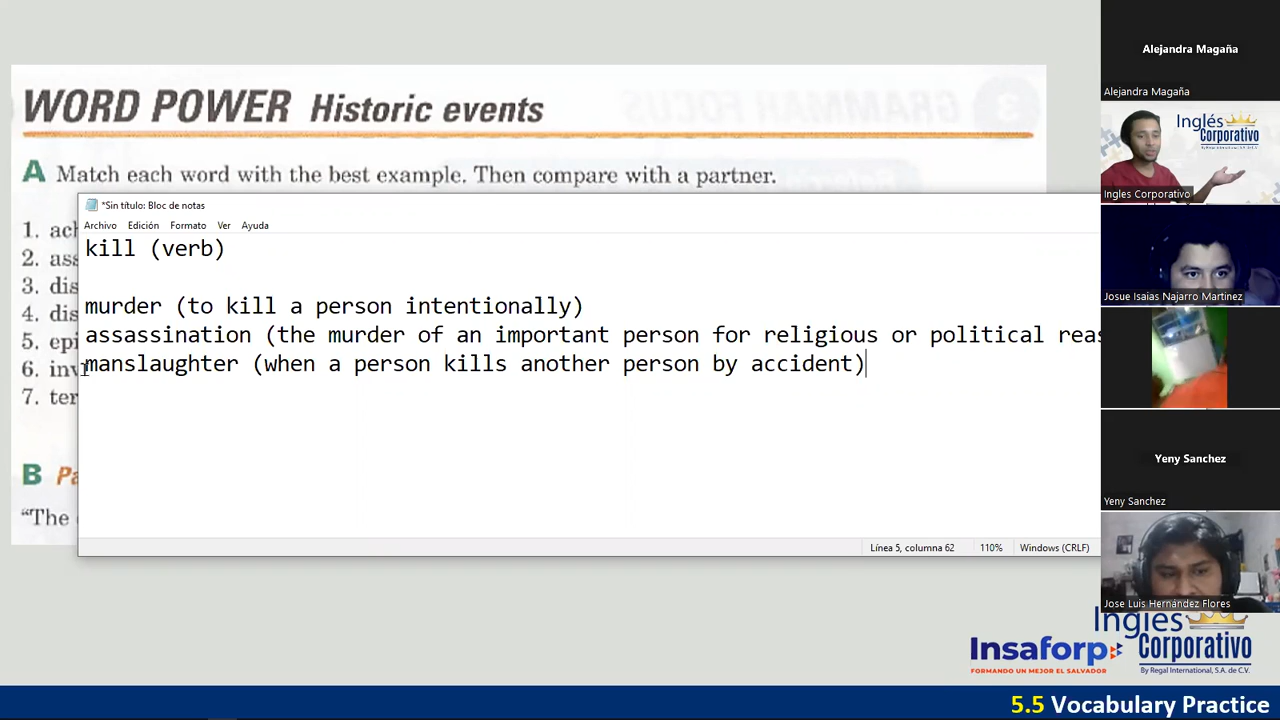 WORD POWER Historic events
A Match each word with the best example. Then compare with a partner.
1. ach
2. ass
3. dis
4. dis
5. epi
6. inv
7. ter
B Pa
“The
*Sin título: Bloc de notas
Archivo Edición Formato Ver Ayuda
kill (verb)
murder (to kill a person intentionally)
assassination (the murder of an important person for religious or political reas
manslaughter (when a person kills another person by accident)
Línea 5, columna 62 110% Windows (CRLF)
Alejandra Magaña
Alejandra Magaña
Inglés
Corporativo
By Regal International, S.A. de C.V.
Ingles Corporativo
Josue Isaias Najarro Martinez
Yeny Sanchez
Yeny Sanchez
Jose Luis Hernández Flores
Insaforp
FORMANDO UN MEJOR EL SALVADOR
Inglés
Corporativo
By Regal International, S.A. de C.V.
5.5 Vocabulary Practice